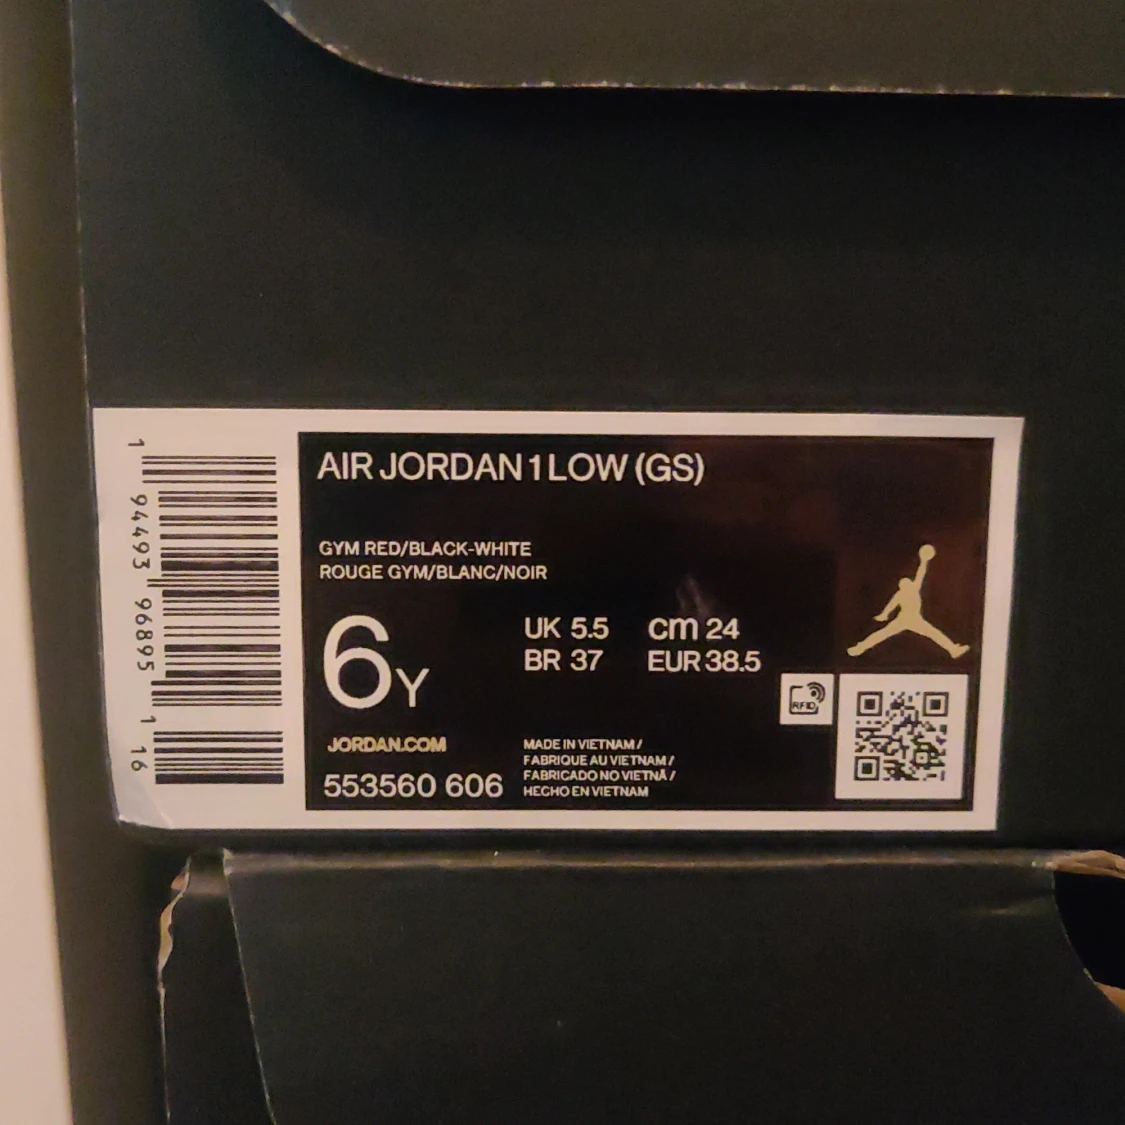 AIR JORDAN 1 LOW (GS)
GYM RED/BLACK-WHITE
ROUGE GYM/BLANC/NOIR
6Y
UK 5.5 cm 24
BR 37 EUR 38.5
RFID
JORDAN.COM
553560 606
MADE IN VIETNAM /
FABRIQUE AU VIETNAM /
FABRICADO NO VIETNÃ /
HECHO EN VIETNAM
1 94493 96895 1 16